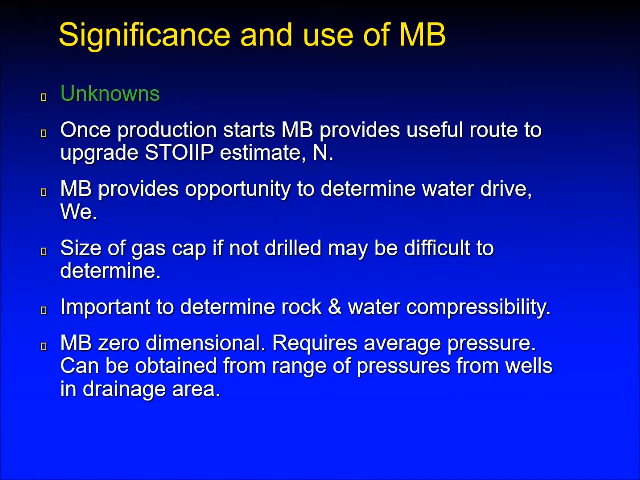 Significance and use of MB
Unknowns
Once production starts MB provides useful route to
upgrade STOIIP estimate, N.
MB provides opportunity to determine water drive,
We.
Size of gas cap if not drilled may be difficult to
determine.
Important to determine rock & water compressibility.
MB zero dimensional. Requires average pressure.
Can be obtained from range of pressures from wells
in drainage area.